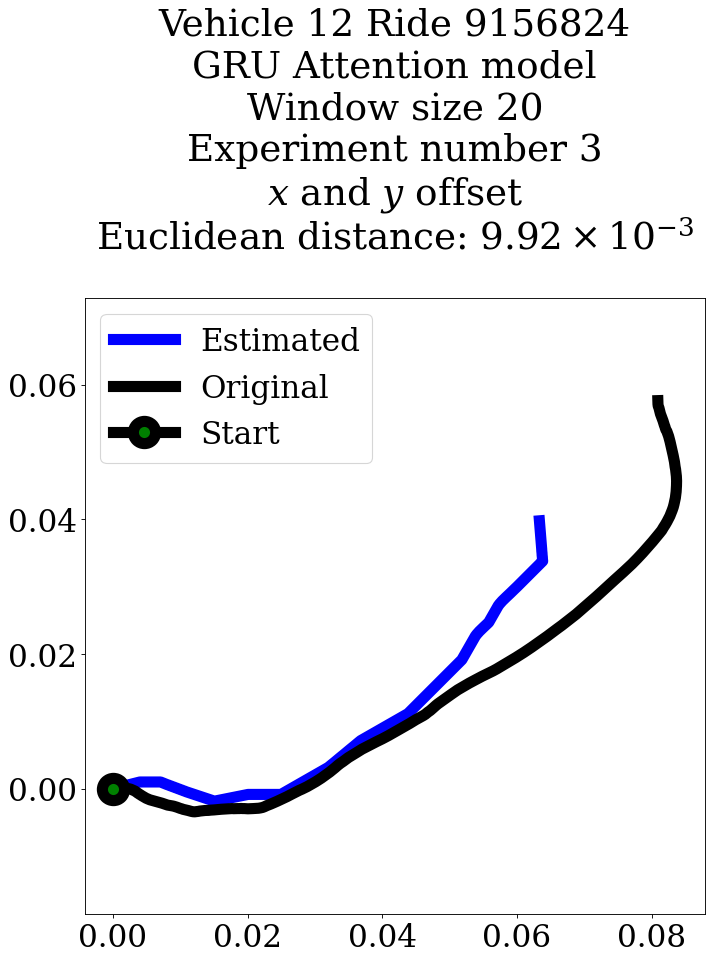 Vehicle 12 Ride 9156824
GRU Attention model
Window size 20
Experiment number 3
x and y offset
Euclidean distance: 9.92 × 10⁻³
Estimated
Original
Start
0.06
0.04
0.02
0.00
0.00 0.02 0.04 0.06 0.08